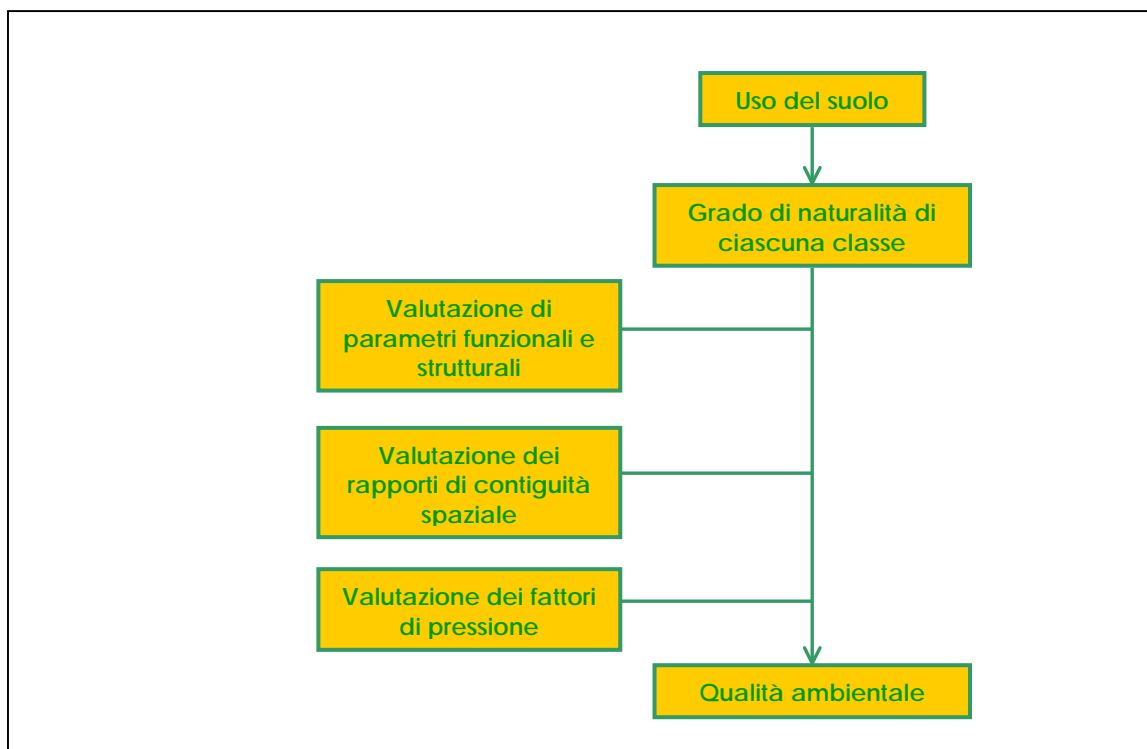 Uso del suolo
Grado di naturalità di
ciascuna classe
Valutazione di
parametri funzionali e
strutturali
Valutazione dei
rapporti di contiguità
spaziale
Valutazione dei fattori
di pressione
Qualità ambientale